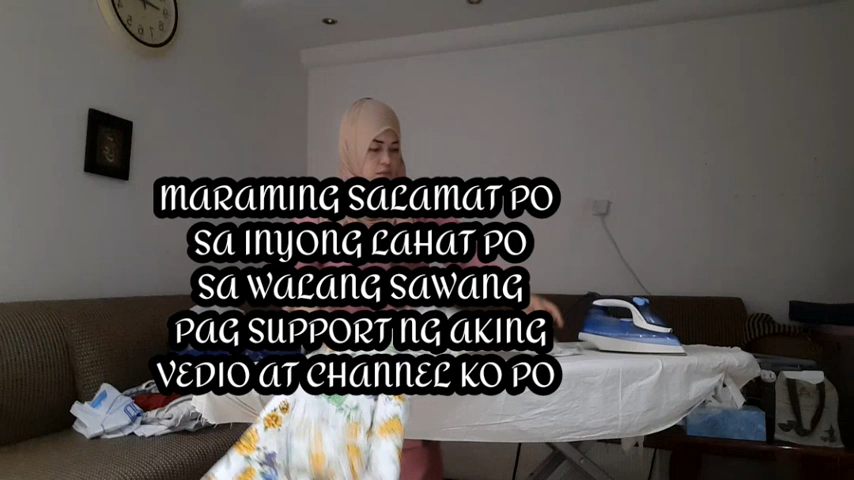 MARAMING SALAMAT PO
SA INYONG LAHAT PO
SA WALANG SAWANG
PAG SUPPORT NG AKING
VEDIO AT CHANNEL KO PO